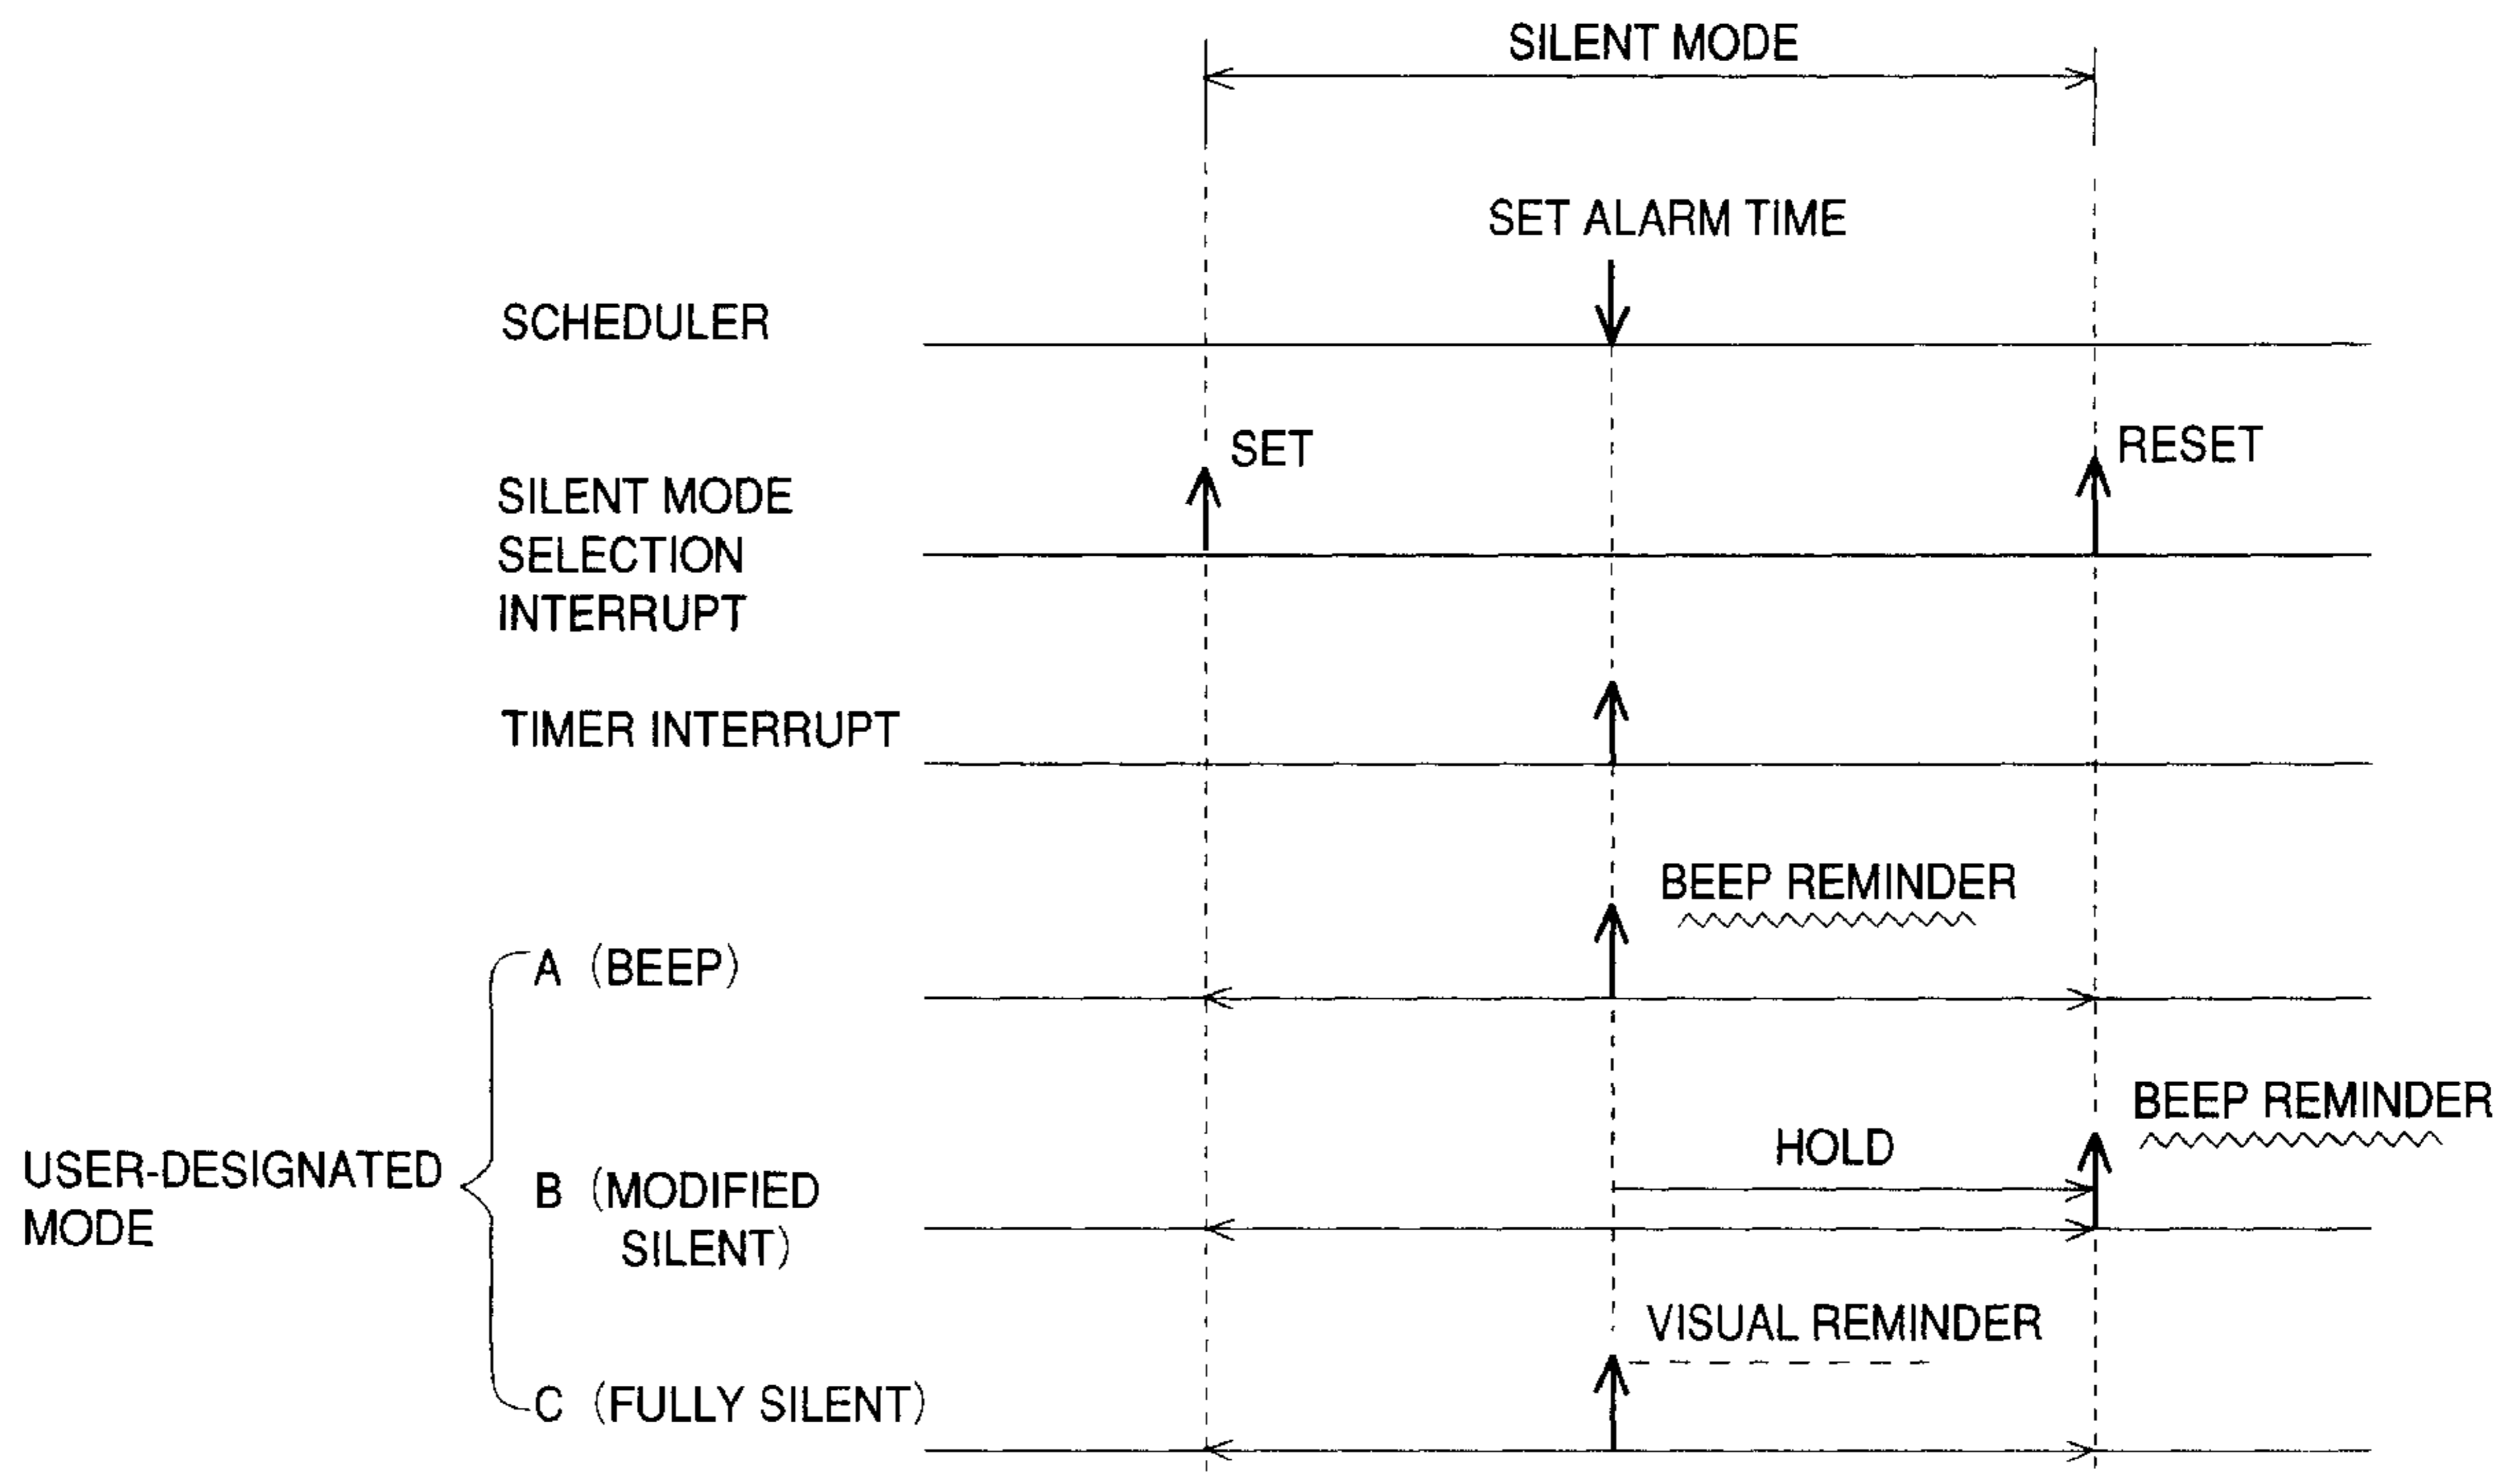 SILENT MODE
SET ALARM TIME
SCHEDULER
SET
RESET
SILENT MODE
SELECTION
INTERRUPT
TIMER INTERRUPT
BEEP REMINDER
A (BEEP)
BEEP REMINDER
HOLD
USER-DESIGNATED
MODE
B (MODIFIED
SILENT)
VISUAL REMINDER
C (FULLY SILENT)